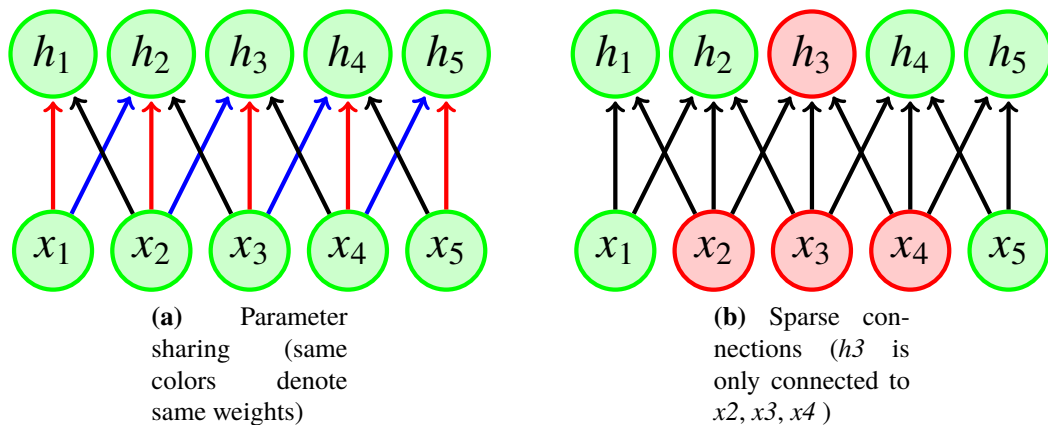 h1 h2 h3 h4 h5
x1 x2 x3 x4 x5
(a) Parameter
sharing (same
colors denote
same weights)
h1 h2 h3 h4 h5
x1 x2 x3 x4 x5
(b) Sparse con-
nections (h3 is
only connected to
x2, x3, x4 )